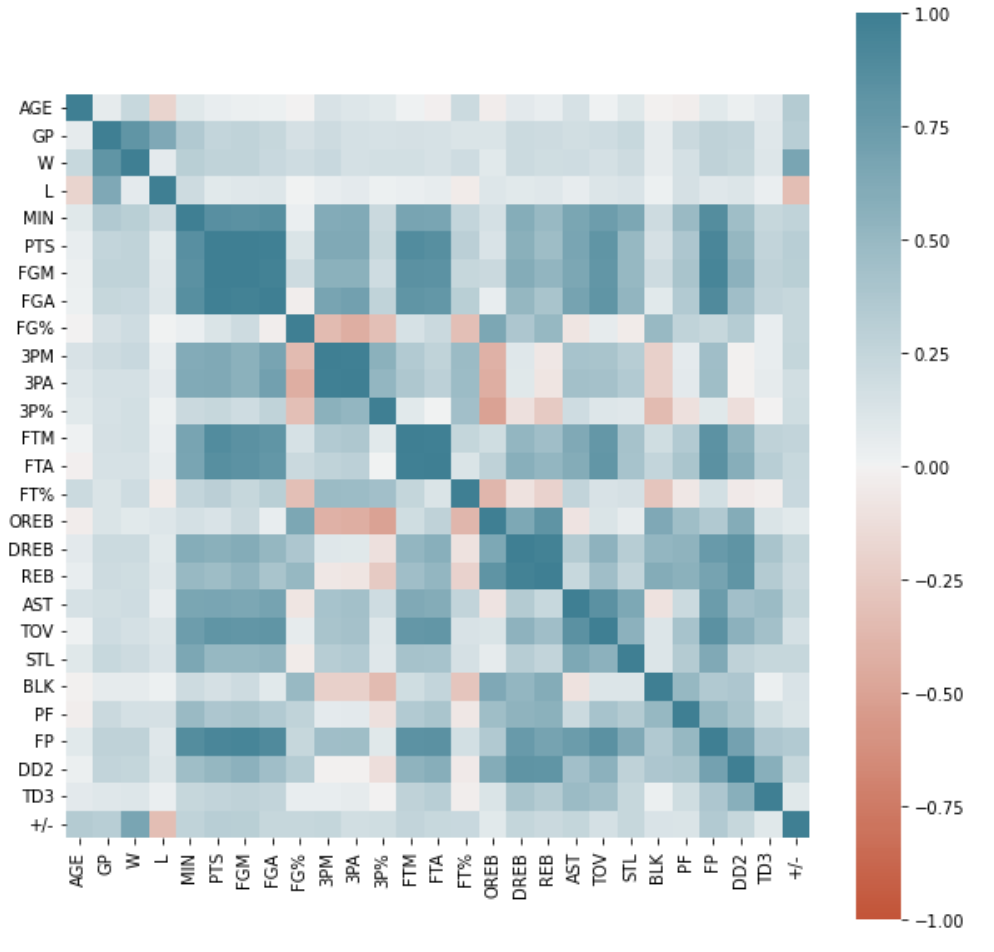 AGE
GP
W
L
MIN
PTS
FGM
FGA
FG%
3PM
3PA
3P%
FTM
FTA
FT%
OREB
DREB
REB
AST
TOV
STL
BLK
PF
FP
DD2
TD3
+/-
AGE
GP
W
L
MIN
PTS
FGM
FGA
FG%
3PM
3PA
3P%
FTM
FTA
FT%
OREB
DREB
REB
AST
TOV
STL
BLK
PF
FP
DD2
TD3
+/-
1.00
0.75
0.50
0.25
0.00
−0.25
−0.50
−0.75
−1.00